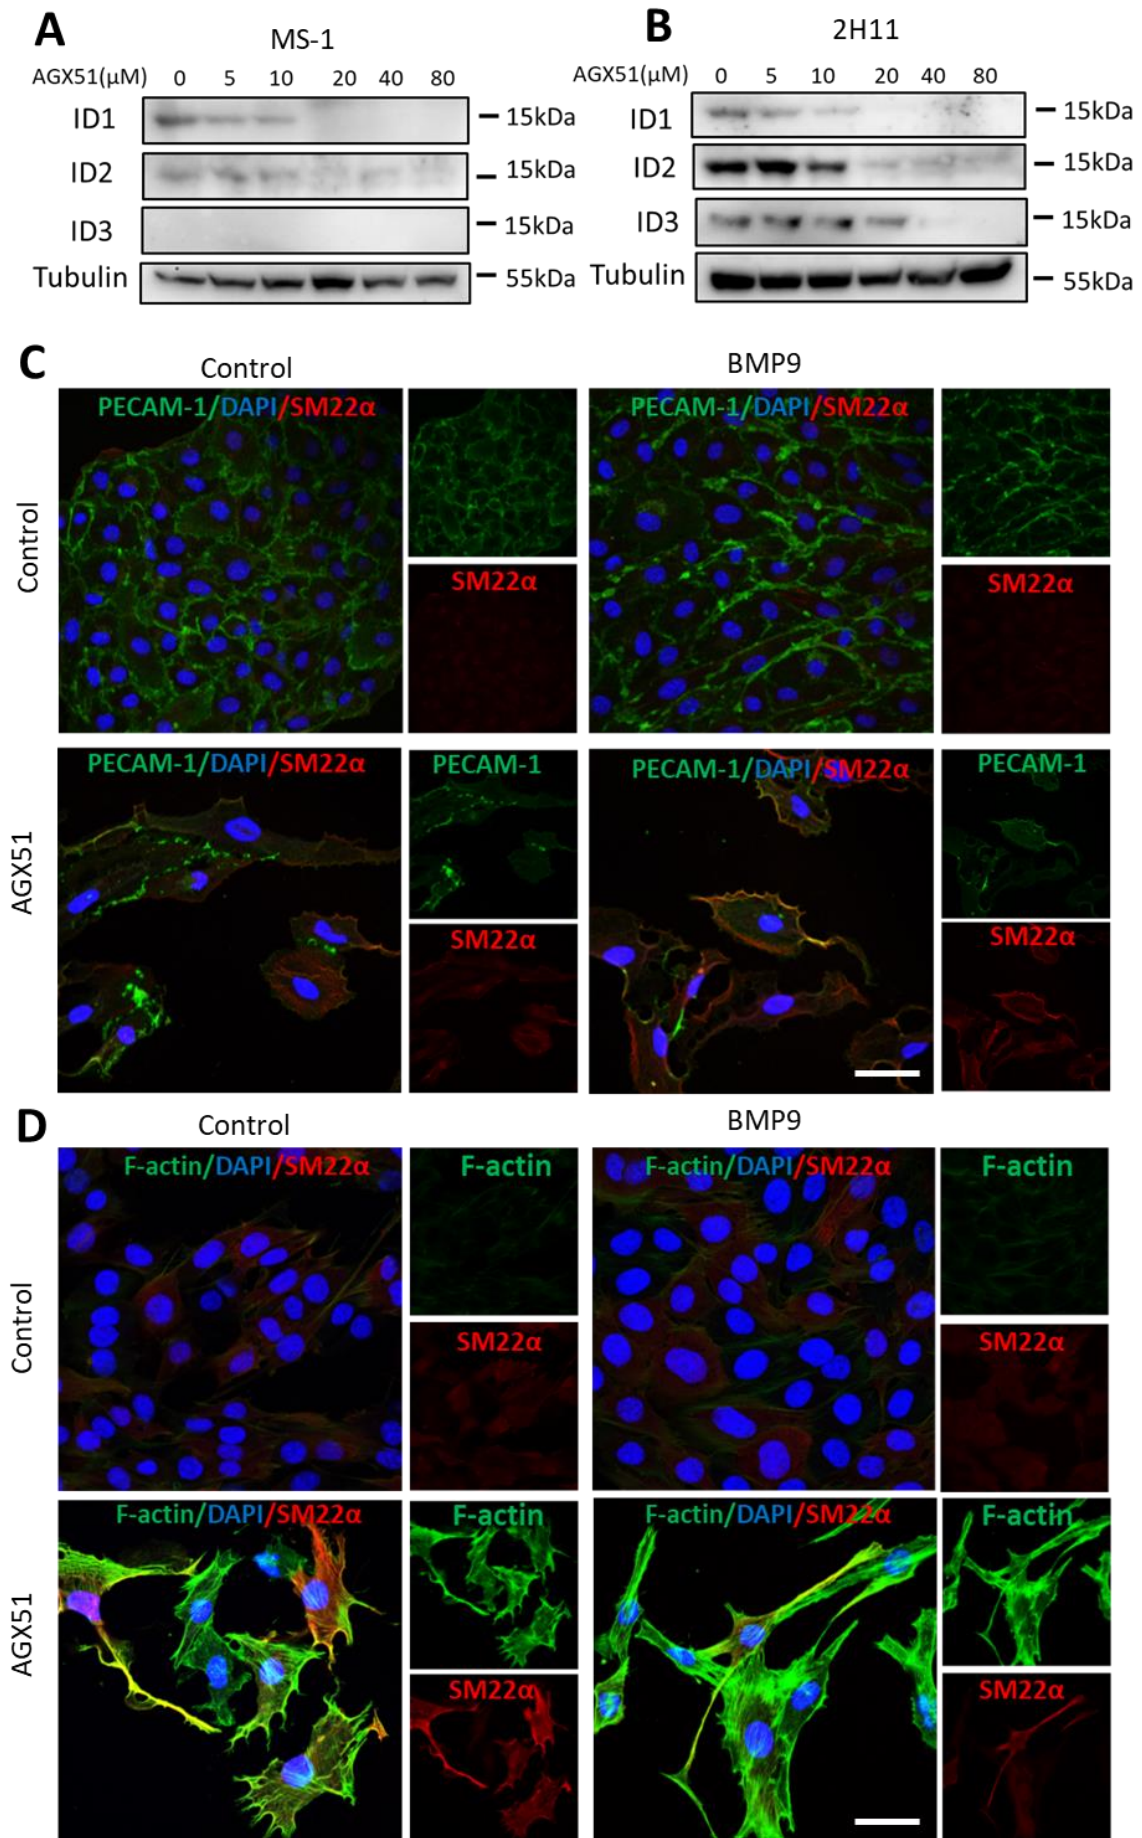 A
MS-1
AGX51(μM) 0 5 10 20 40 80
ID1
15kDa
ID2
15kDa
ID3
15kDa
Tubulin
55kDa
B
2H11
AGX51(μM) 0 5 10 20 40 80
ID1
15kDa
ID2
15kDa
ID3
15kDa
Tubulin
55kDa
C
Control
BMP9
Control
PECAM-1/DAPI/SM22α
SM22α
PECAM-1/DAPI/SM22α
SM22α
AGX51
PECAM-1/DAPI/SM22α
PECAM-1
SM22α
PECAM-1/DAPI/SM22α
PECAM-1
SM22α
D
Control
BMP9
Control
F-actin/DAPI/SM22α
F-actin
SM22α
F-actin/DAPI/SM22α
F-actin
SM22α
AGX51
F-actin/DAPI/SM22α
F-actin
SM22α
F-actin/DAPI/SM22α
F-actin
SM22α